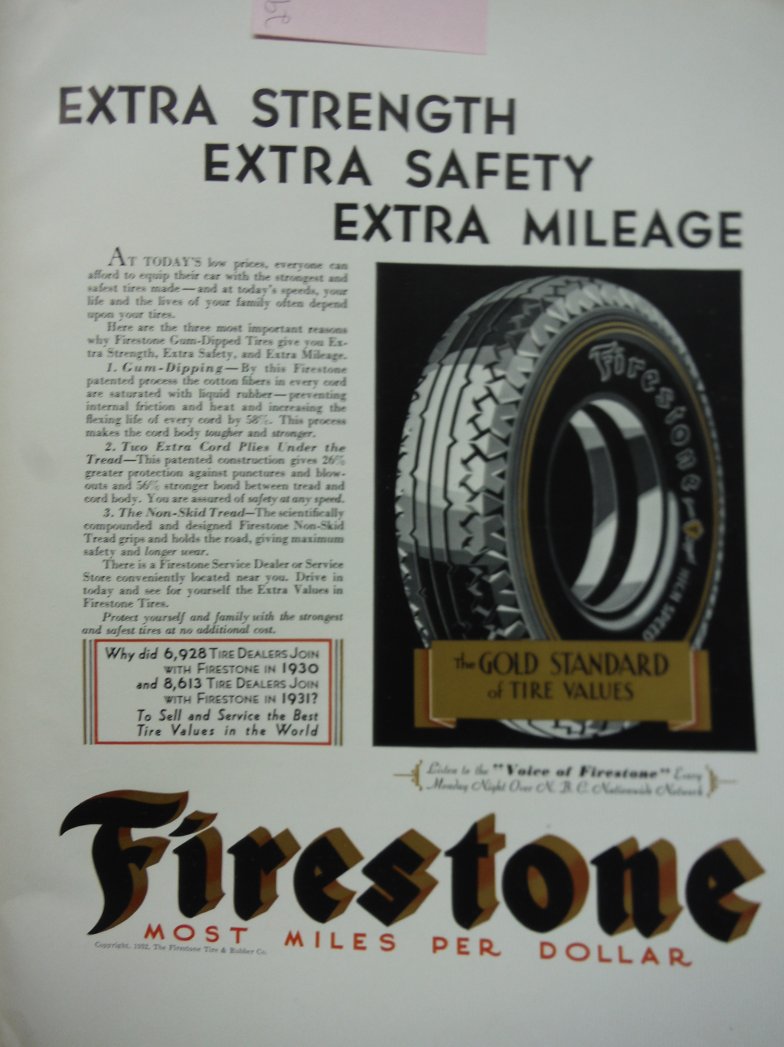 EXTRA STRENGTH
EXTRA SAFETY
EXTRA MILEAGE
AT TODAY'S low prices, everyone can
afford to equip their car with the strongest and
safest tires made—and at today's speeds, your
life and the lives of your family often depend
upon your tires.
Here are the three most important reasons
why Firestone Gum-Dipped Tires give you Ex-
tra Strength, Extra Safety, and Extra Mileage.
1. Gum-Dipping—By this Firestone
patented process the cotton fibers in every cord
are saturated with liquid rubber—preventing
internal friction and heat and increasing the
flexing life of every cord by 58%. This process
makes the cord body tougher and stronger.
2. Two Extra Cord Plies Under the
Tread—This patented construction gives 26%
greater protection against punctures and blow-
outs and 56% stronger bond between tread and
cord body. You are assured of safety at any speed.
3. The Non-Skid Tread—The scientifically
compounded and designed Firestone Non-Skid
Tread grips and holds the road, giving maximum
safety and longer wear.
There is a Firestone Service Dealer or Service
Store conveniently located near you. Drive in
today and see for yourself the Extra Values in
Firestone Tires.
Protect yourself and family with the strongest
and safest tires at no additional cost.
Why did 6,928 TIRE DEALERS JOIN
WITH FIRESTONE IN 1930
and 8,613 TIRE DEALERS JOIN
WITH FIRESTONE IN 1931?
To Sell and Service the Best
Tire Values in the World
Firestone
HIGH SPEED
The GOLD STANDARD
of TIRE VALUES
Listen to the "Voice of Firestone" Every
Monday Night Over N. B. C. Nationwide Network
Firestone
MOST MILES PER DOLLAR
Copyright, 1932, The Firestone Tire & Rubber Co.